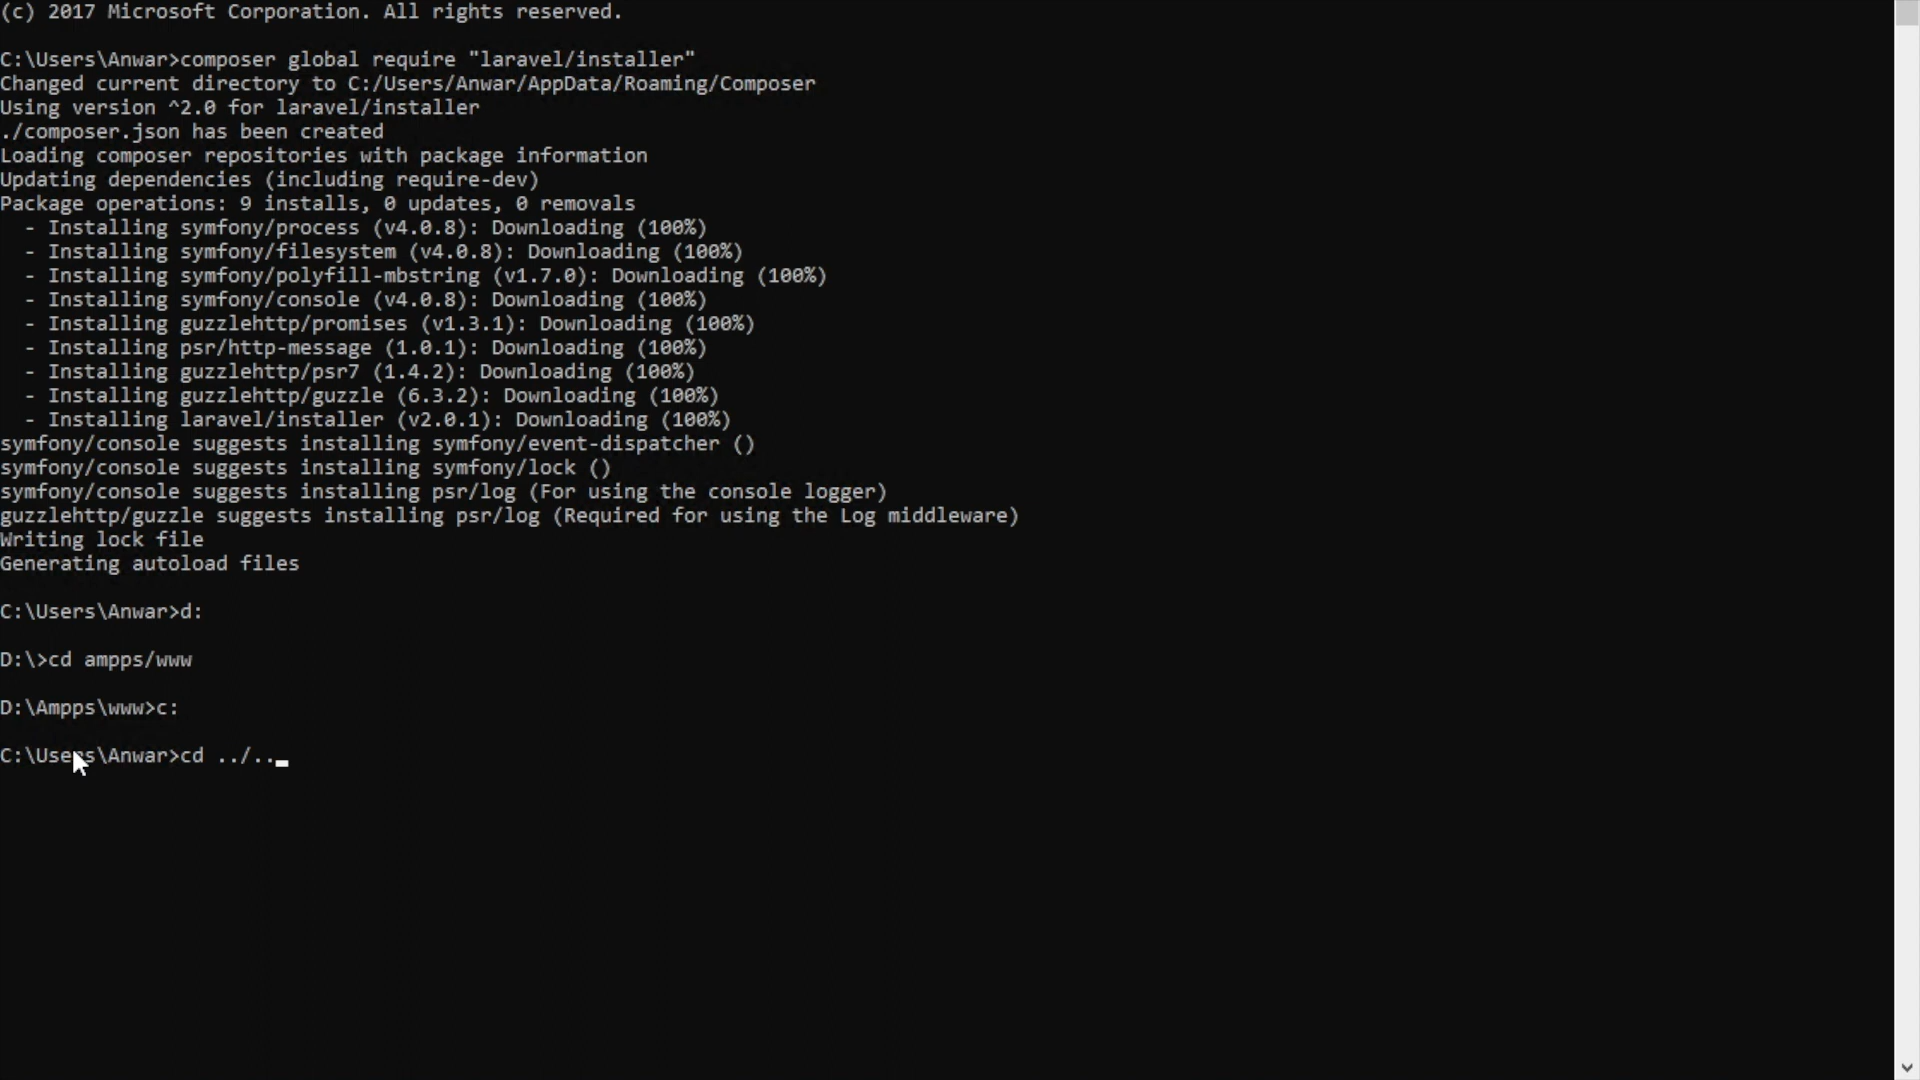 (c) 2017 Microsoft Corporation. All rights reserved.
C:\Users\Anwar>composer global require "laravel/installer"
Changed current directory to C:/Users/Anwar/AppData/Roaming/Composer
Using version ^2.0 for laravel/installer
./composer.json has been created
Loading composer repositories with package information
Updating dependencies (including require-dev)
Package operations: 9 installs, 0 updates, 0 removals
  - Installing symfony/process (v4.0.8): Downloading (100%)
  - Installing symfony/filesystem (v4.0.8): Downloading (100%)
  - Installing symfony/polyfill-mbstring (v1.7.0): Downloading (100%)
  - Installing symfony/console (v4.0.8): Downloading (100%)
  - Installing guzzlehttp/promises (v1.3.1): Downloading (100%)
  - Installing psr/http-message (1.0.1): Downloading (100%)
  - Installing guzzlehttp/psr7 (1.4.2): Downloading (100%)
  - Installing guzzlehttp/guzzle (6.3.2): Downloading (100%)
  - Installing laravel/installer (v2.0.1): Downloading (100%)
symfony/console suggests installing symfony/event-dispatcher ()
symfony/console suggests installing symfony/lock ()
symfony/console suggests installing psr/log (For using the console logger)
guzzlehttp/guzzle suggests installing psr/log (Required for using the Log middleware)
Writing lock file
Generating autoload files
C:\Users\Anwar>d:
D:\>cd ampps/www
D:\Ampps\www>c:
C:\Users\Anwar>cd ../..